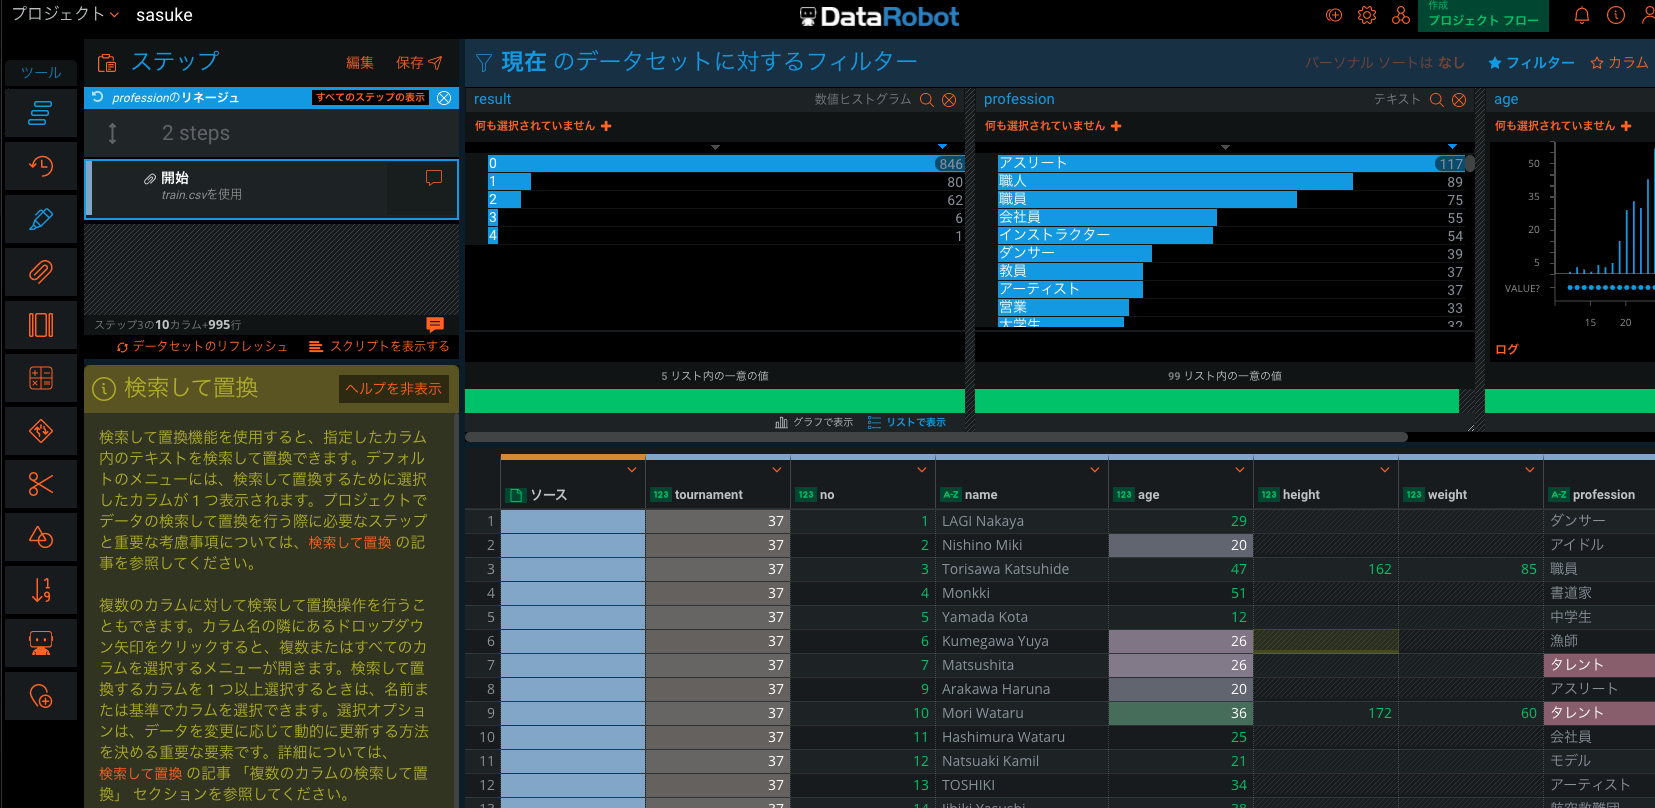 プロジェクト sasuke
DataRobot
作成
プロジェクト フロー
ツール
ステップ 編集 保存
professionのリネージュ すべてのステップの表示
2 steps
開始
train.csvを使用
ステップ3の10カラム+995行
データセットのリフレッシュ スクリプトを表示する
検索して置換 ヘルプを非表示
検索して置換機能を使用すると、指定したカラム
内のテキストを検索して置換できます。デフォル
トのメニューには、検索して置換するために選択
したカラムが１つ表示されます。プロジェクトで
データの検索して置換を行う際に必要なステップ
と重要な考慮事項については、検索して置換 の記
事を参照してください。
複数のカラムに対して検索して置換操作を行うこ
ともできます。カラム名の隣にあるドロップダウ
ン矢印をクリックすると、複数またはすべてのカ
ラムを選択するメニューが開きます。検索して置
換するカラムを１つ以上選択するときは、名前ま
たは基準でカラムを選択できます。選択オプショ
ンは、データを変更に応じて動的に更新する方法
を決める重要な要素です。詳細については、
検索して置換 の記事 「複数のカラムの検索して置
換」 セクションを参照してください。
現在 のデータセットに対するフィルター
パーソナル ソートは なし フィルター カラム
result 数値ヒストグラム
何も選択されていません
0 846
1 80
2 62
3 6
4 1
5 リスト内の一意の値
profession テキスト
何も選択されていません
アスリート 117
職人 89
職員 75
会社員 55
インストラクター 54
ダンサー 39
教員 37
アーティスト 37
営業 33
大学生 32
99 リスト内の一意の値
age
何も選択されていません
50
35
20
5
VALUE?
15 20
ログ
グラフで表示 リストで表示
ソース 123 tournament 123 no A-Z name 123 age 123 height 123 weight A-Z profession
1 37 1 LAGI Nakaya 29 ダンサー
2 37 2 Nishino Miki 20 アイドル
3 37 3 Torisawa Katsuhide 47 162 85 職員
4 37 4 Monkki 51 書道家
5 37 5 Yamada Kota 12 中学生
6 37 6 Kumegawa Yuya 26 漁師
7 37 7 Matsushita 26 タレント
8 37 9 Arakawa Haruna 20 アスリート
9 37 10 Mori Wataru 36 172 60 タレント
10 37 11 Hashimura Wataru 25 会社員
11 37 12 Natsuaki Kamil 21 モデル
12 37 13 TOSHIKI 34 アーティスト
13 37 14 Jibiki Yasushi 38 航空救難団